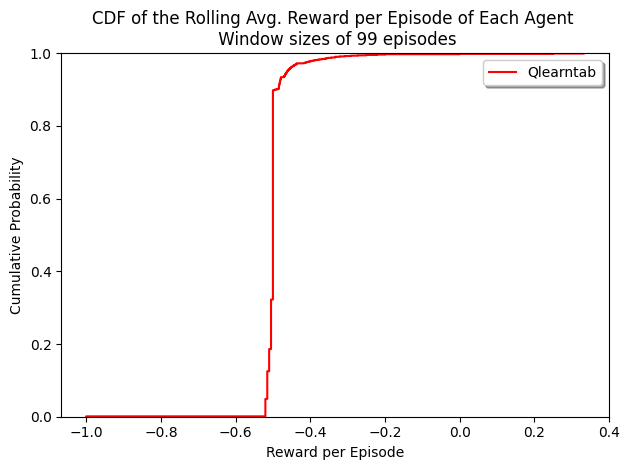 CDF of the Rolling Avg. Reward per Episode of Each Agent
Window sizes of 99 episodes
Qlearntab
1.0
0.8
0.6
0.4
0.2
0.0
Cumulative Probability
−1.0 −0.8 −0.6 −0.4 −0.2 0.0 0.2 0.4
Reward per Episode